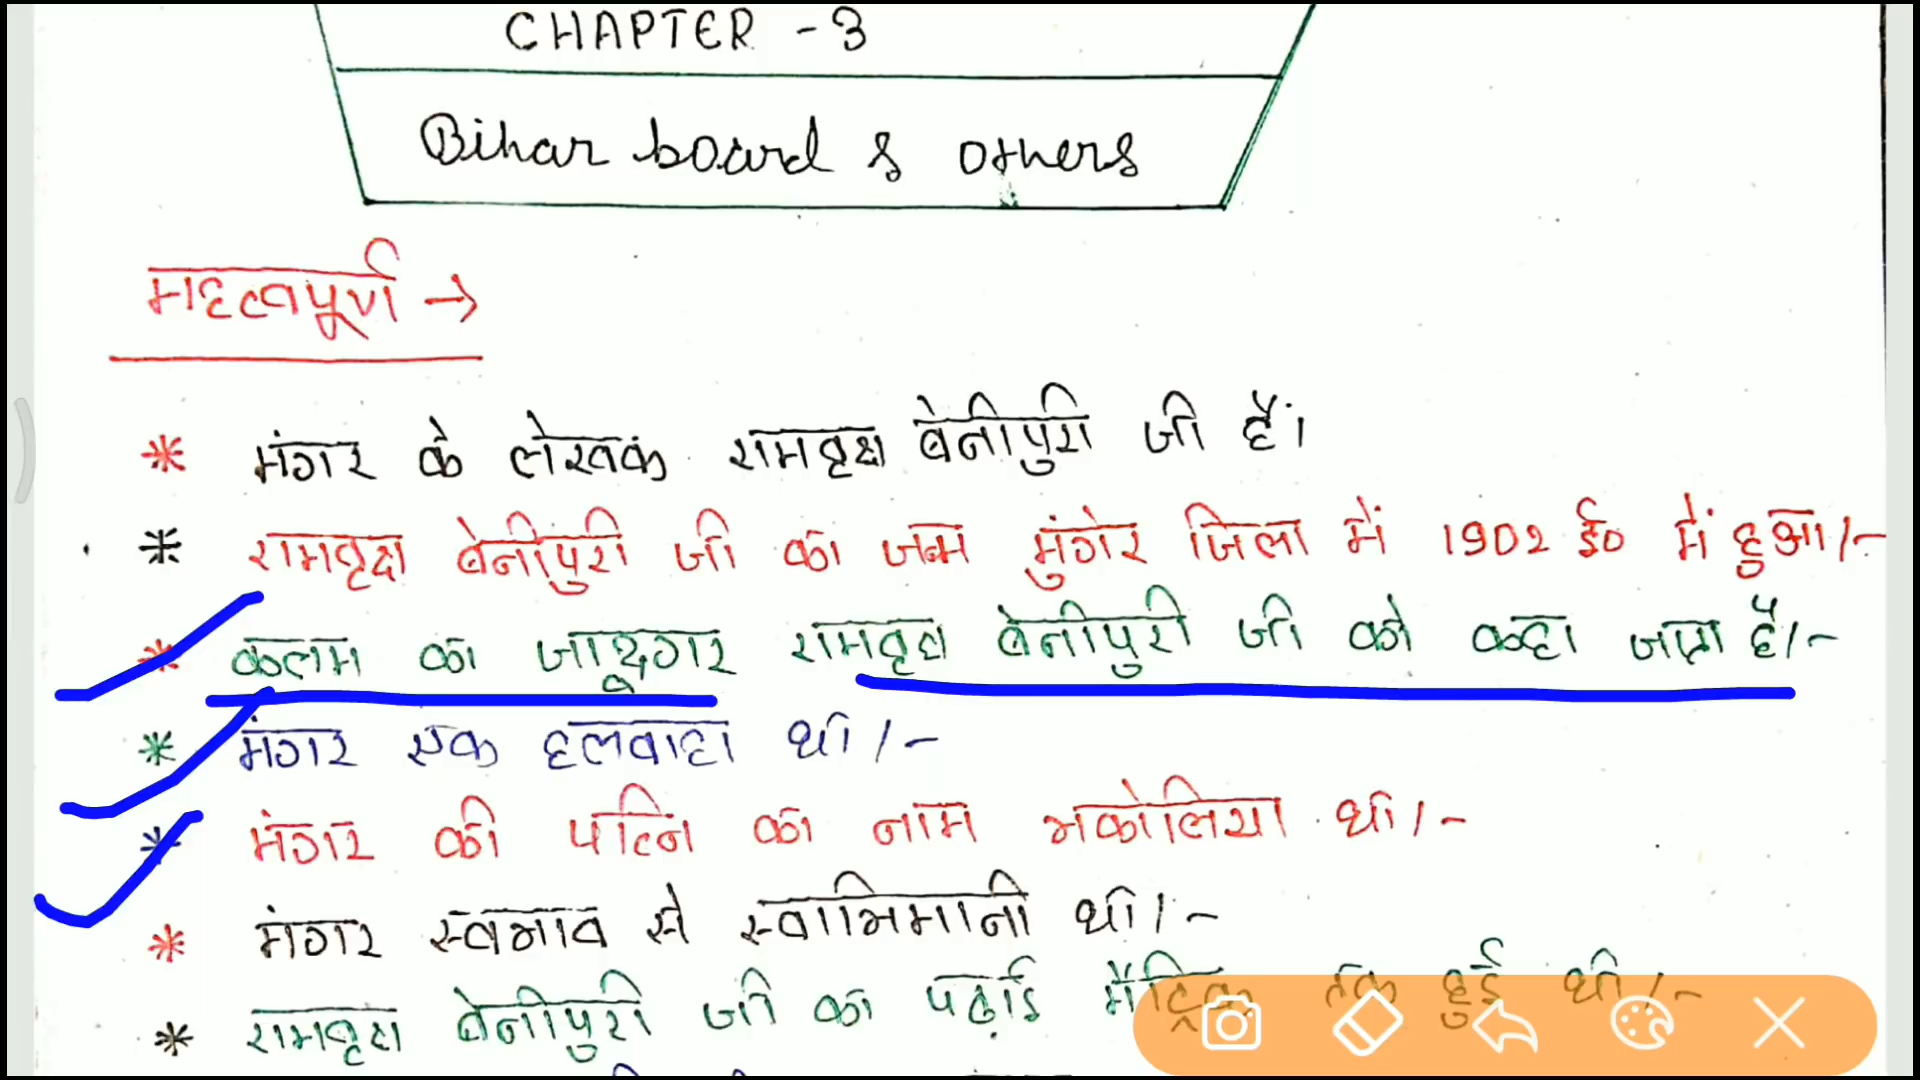 CHAPTER - 3
Bihar board & others
महत्वपूर्ण →
* मंगर के लेखक रामवृक्ष बेनीपुरी जी हैं।
* रामवृक्ष बेनीपुरी जी का जन्म मुंगेर जिला में 1902 ई० में हुआ।-
* कलम का जादूगर रामवृक्ष बेनीपुरी जी को कहा जाता है।-
* मंगर एक हलवाहा थी।-
* मंगर की पत्नि का नाम भकोलिया थी।-
* मंगर स्वभाव से स्वाभिमानी थी।-
* रामवृक्ष बेनीपुरी जी का पढ़ाई मैट्रिक तक हुई थी।-